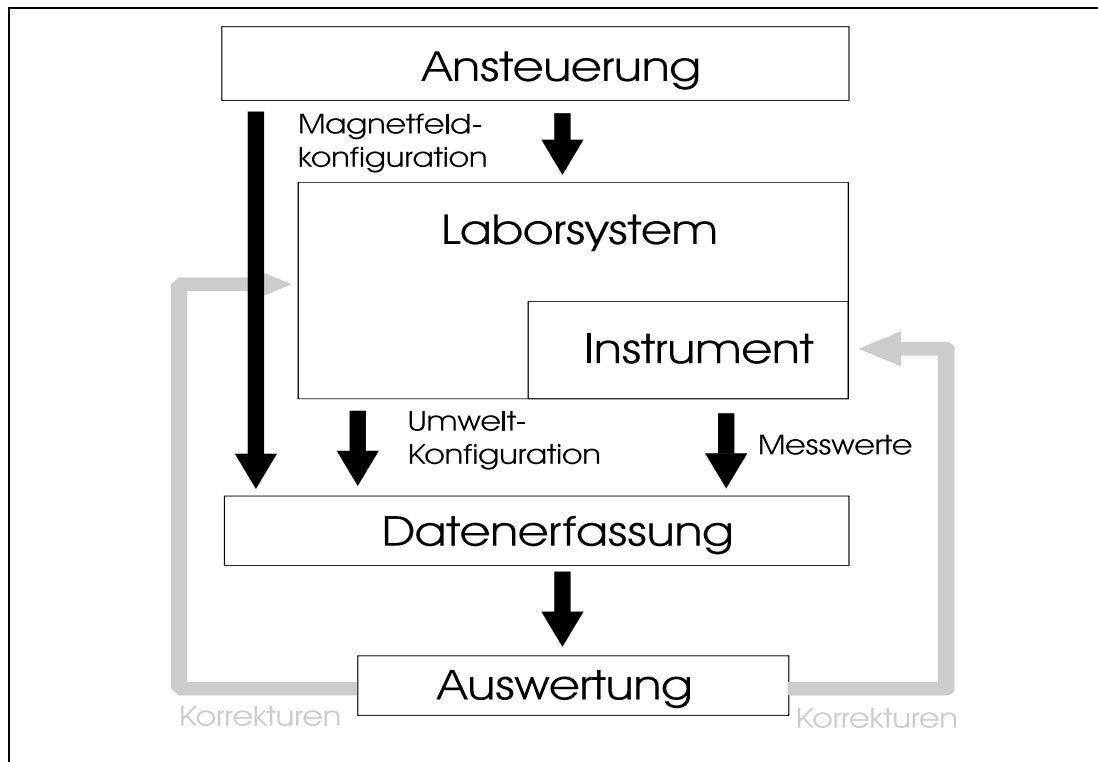 Ansteuerung
Magnetfeld-
konfiguration
Laborsystem
Instrument
Umwelt-
Konfiguration
Messwerte
Datenerfassung
Auswertung
Korrekturen
Korrekturen